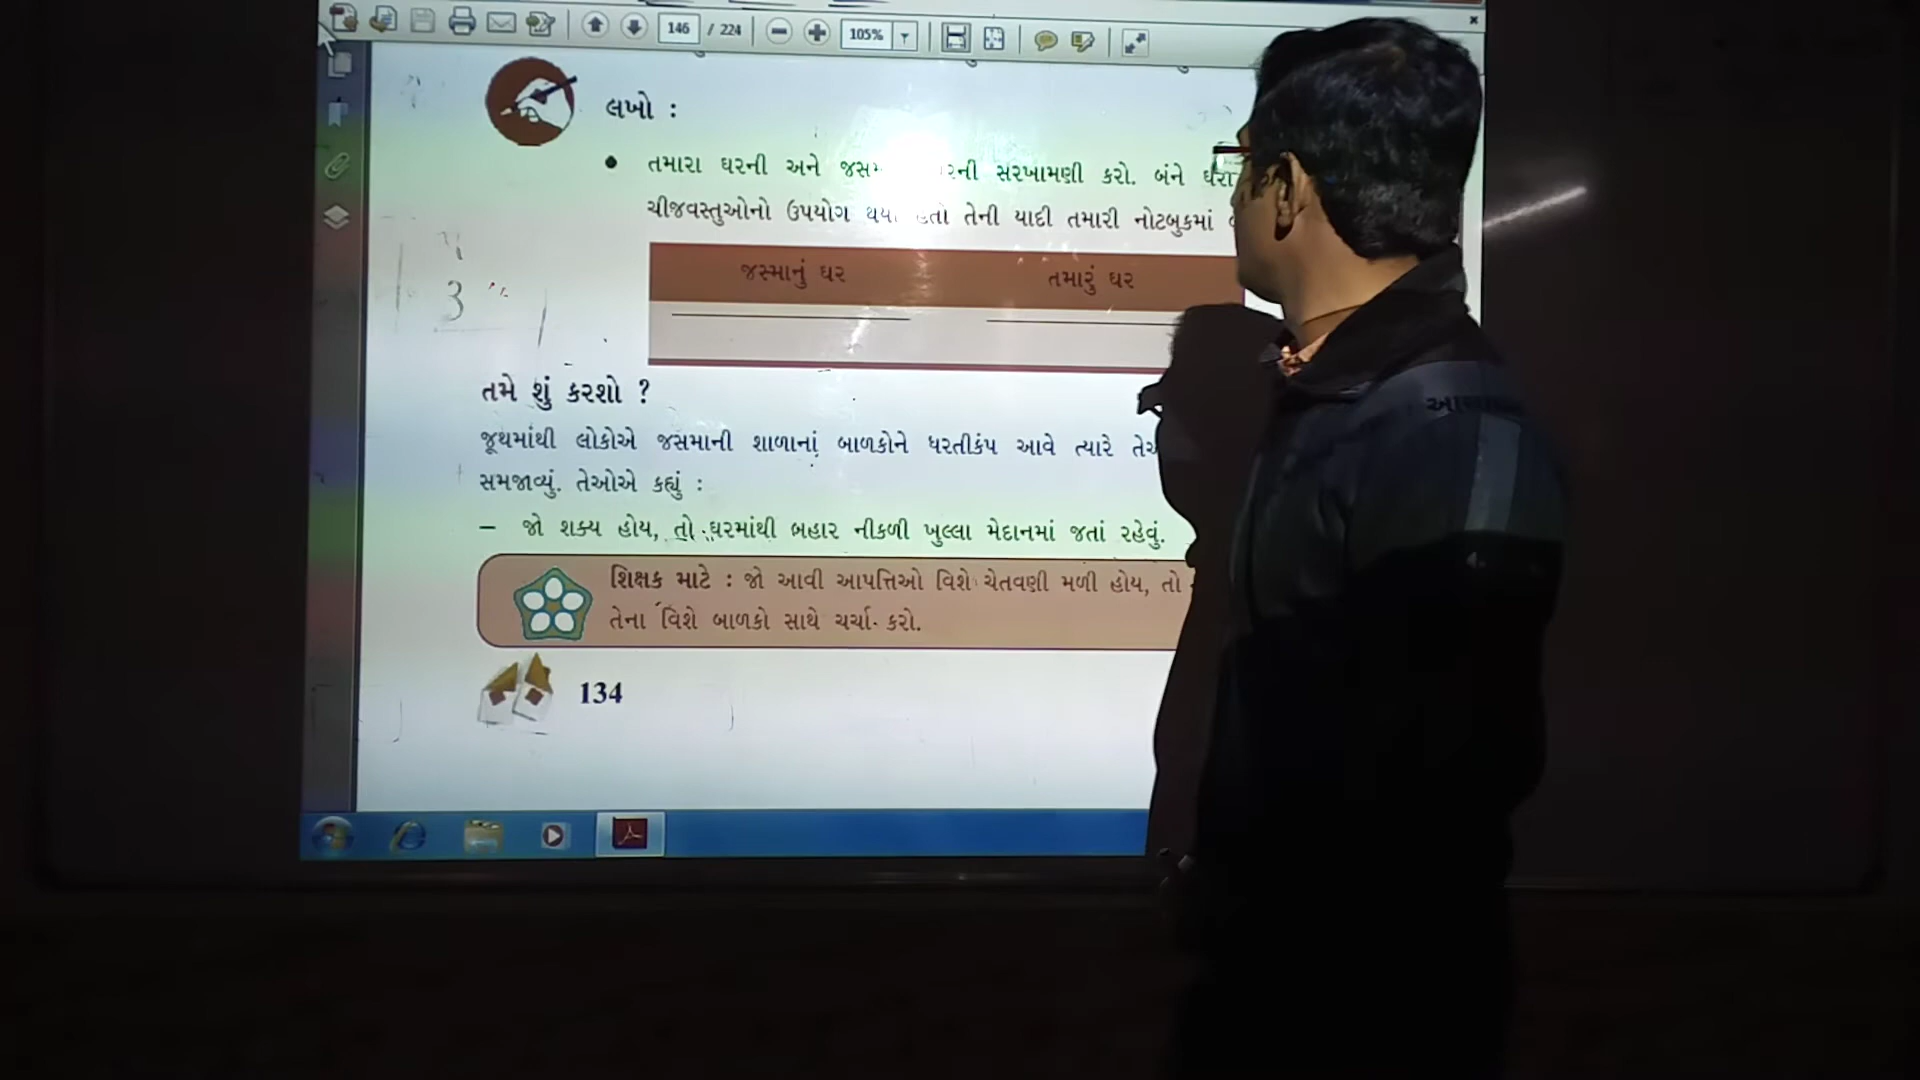 146 / 224 105%
લખો :
• તમારા ઘરની અને સરખામણી કરો. બંને
ચીજવસ્તુઓનો ઉપયોગ તેની યાદી તમારી નોટબુકમાં
જસ્માનું ઘર તમારું ઘર
તમે શું કરશો ?
જૂથમાંથી લોકોએ જસમાની શાળાનાં બાળકોને ધરતીકંપ આવે ત્યારે
સમજાવ્યું. તેઓએ કહ્યું :
– જો શક્ય હોય, તો ઘરમાંથી બહાર નીકળી ખુલ્લા મેદાનમાં જતાં રહેવું.
શિક્ષક માટે : જો આવી આપત્તિઓ વિશે ચેતવણી મળી હોય, તો
તેના વિશે બાળકો સાથે ચર્ચા કરો.
134